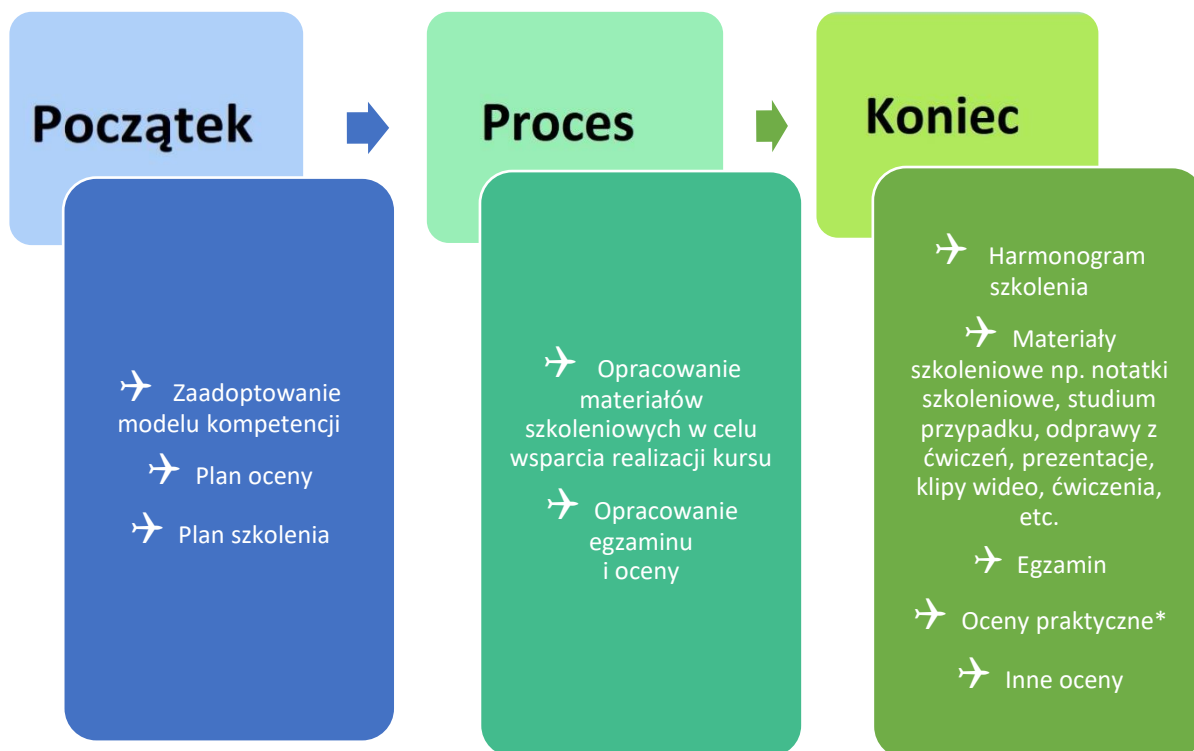 Początek
Zaadoptowanie
modelu kompetencji
Plan oceny
Plan szkolenia
Proces
Opracowanie
materiałów
szkoleniowych w celu
wsparcia realizacji kursu
Opracowanie
egzaminu
i oceny
Koniec
Harmonogram
szkolenia
Materiały
szkoleniowe np. notatki
szkoleniowe, studium
przypadku, odprawy z
ćwiczeń, prezentacje,
klipy wideo, ćwiczenia,
etc.
Egzamin
Oceny praktyczne*
Inne oceny